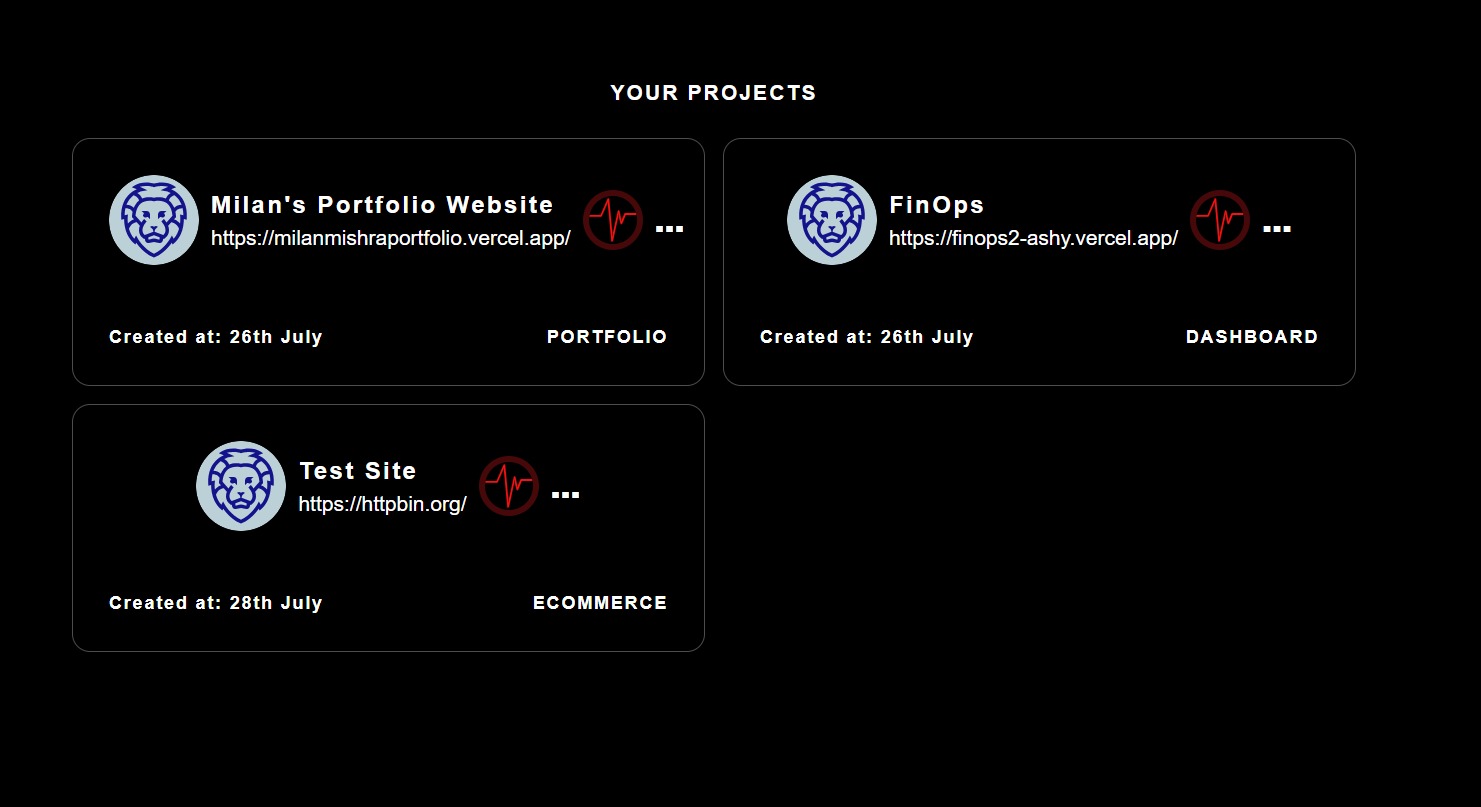 YOUR PROJECTS
Milan's Portfolio Website
https://milanmishraportfolio.vercel.app/
...
Created at: 26th July
PORTFOLIO
FinOps
https://finops2-ashy.vercel.app/
...
Created at: 26th July
DASHBOARD
Test Site
https://httpbin.org/
...
Created at: 28th July
ECOMMERCE